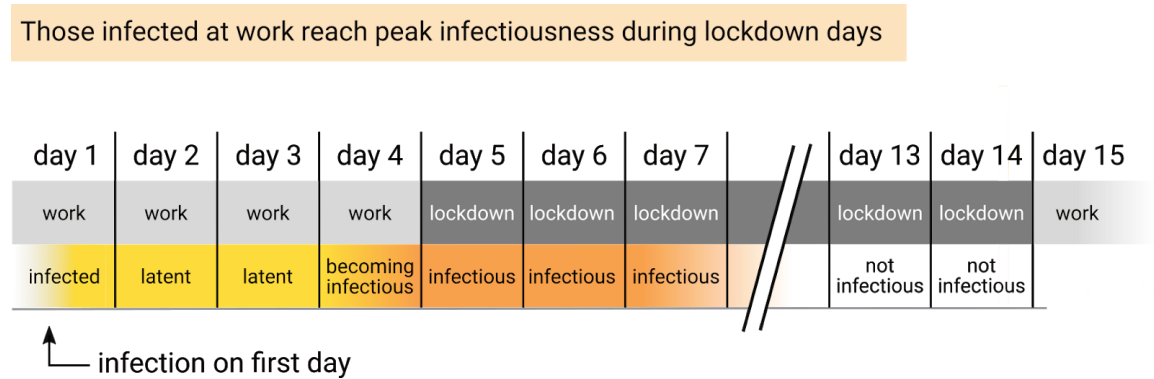 Those infected at work reach peak infectiousness during lockdown days
day 1 day 2 day 3 day 4 day 5 day 6 day 7 day 13 day 14 day 15
work work work work lockdown lockdown lockdown lockdown lockdown work
infected latent latent becoming infectious infectious infectious infectious not infectious not infectious
infection on first day